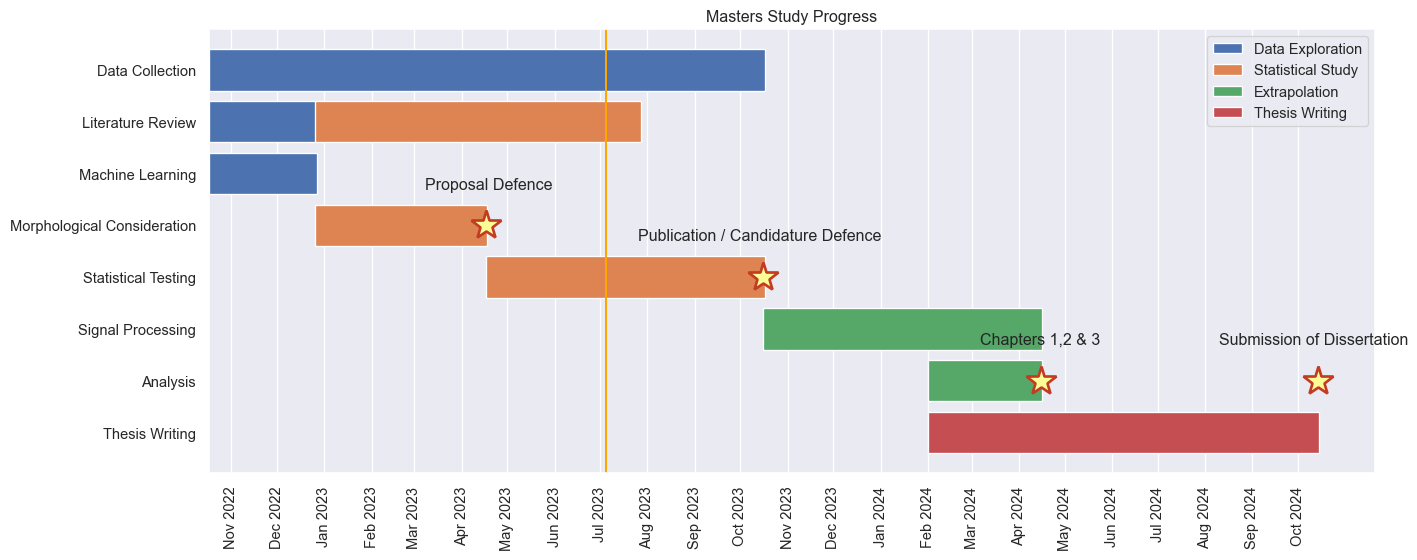 Masters Study Progress
Data Exploration
Statistical Study
Extrapolation
Thesis Writing
Data Collection
Literature Review
Machine Learning
Proposal Defence
Morphological Consideration
Publication / Candidature Defence
Statistical Testing
Signal Processing
Chapters 1,2 & 3
Submission of Dissertation
Analysis
Thesis Writing
Nov 2022
Dec 2022
Jan 2023
Feb 2023
Mar 2023
Apr 2023
May 2023
Jun 2023
Jul 2023
Aug 2023
Sep 2023
Oct 2023
Nov 2023
Dec 2023
Jan 2024
Feb 2024
Mar 2024
Apr 2024
May 2024
Jun 2024
Jul 2024
Aug 2024
Sep 2024
Oct 2024